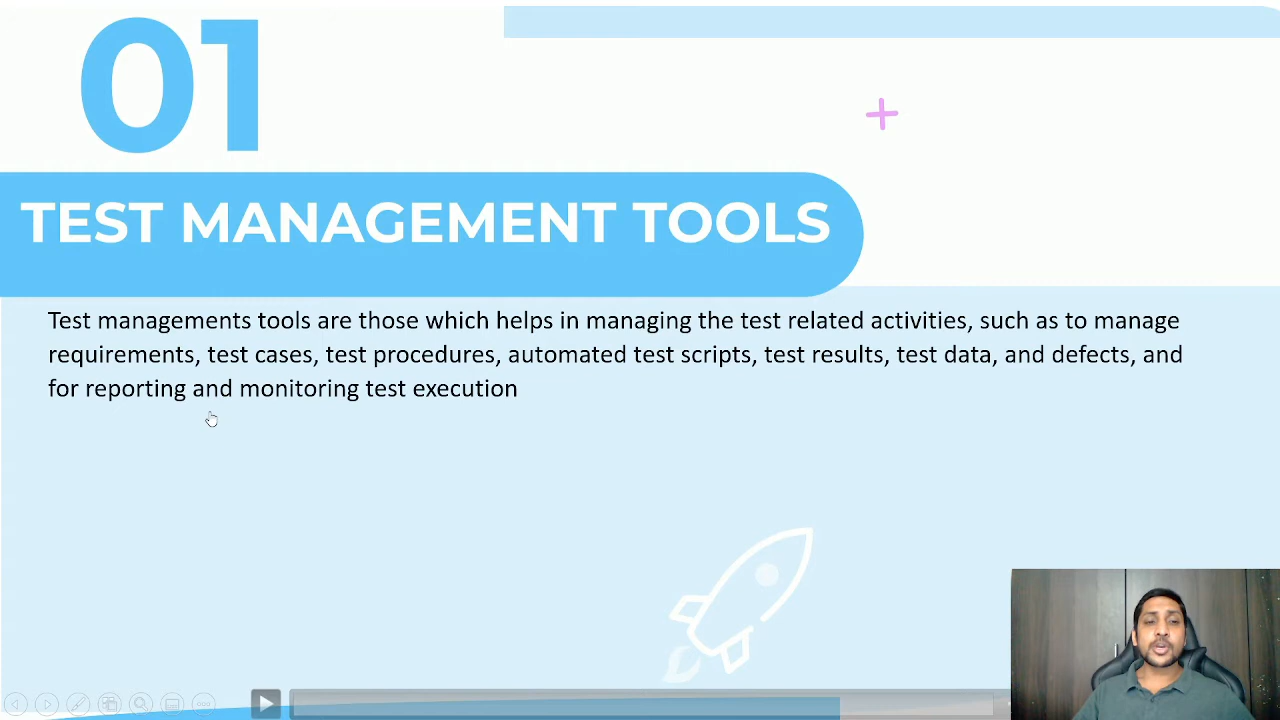 01
TEST MANAGEMENT TOOLS
Test managements tools are those which helps in managing the test related activities, such as to manage
requirements, test cases, test procedures, automated test scripts, test results, test data, and defects, and
for reporting and monitoring test execution